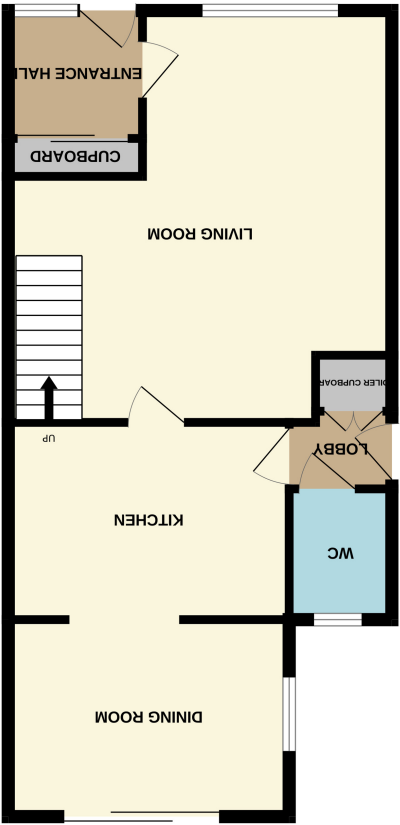 ENTRANCE HALL
CUPBOARD
LIVING ROOM
BOILER CUPBOARD
UP
LOBBY
KITCHEN
WC
DINING ROOM